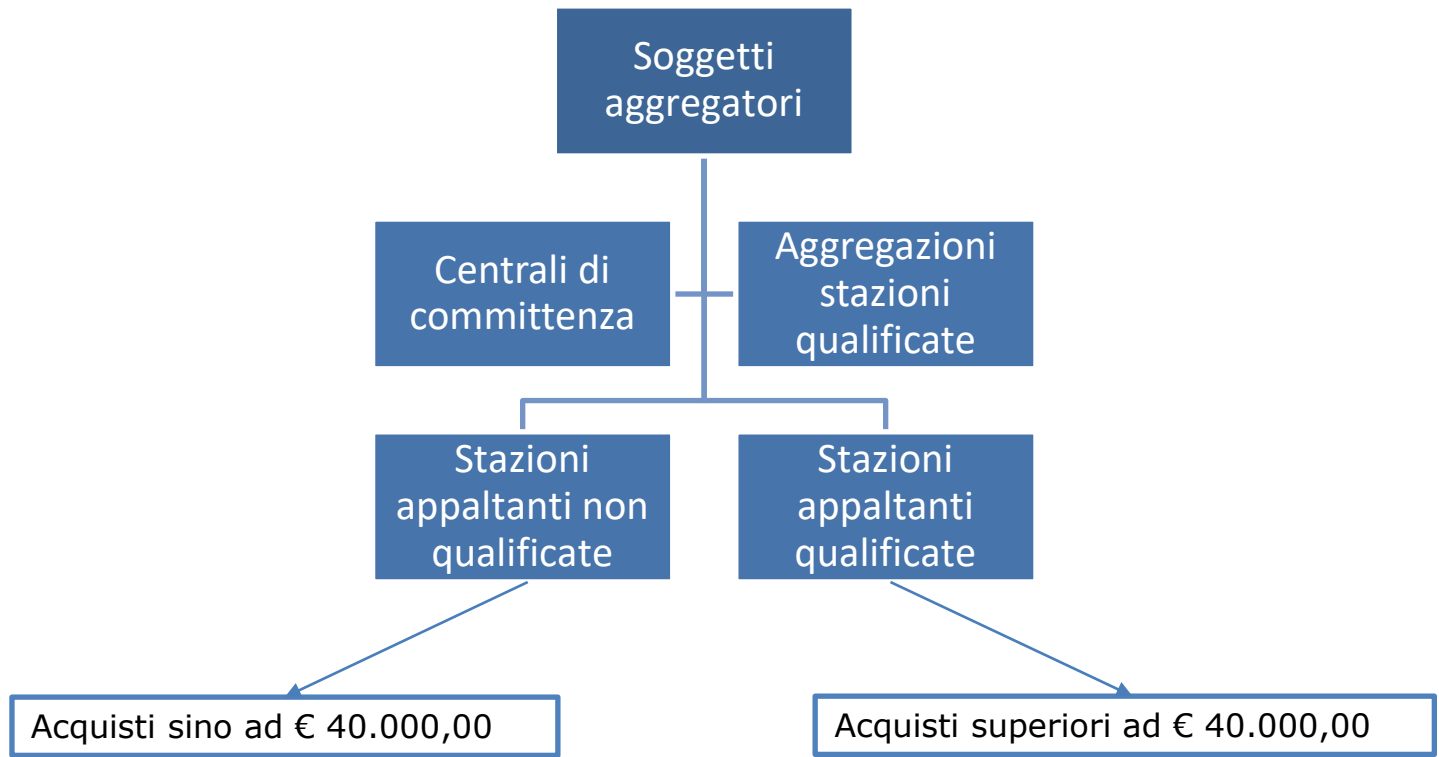 Soggetti
aggregatori
Centrali di
committenza
Aggregazioni
stazioni
qualificate
Stazioni
appaltanti non
qualificate
Stazioni
appaltanti
qualificate
Acquisti sino ad € 40.000,00
Acquisti superiori ad € 40.000,00